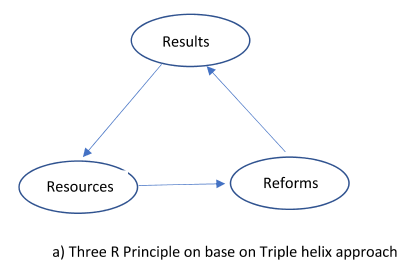 Results
Resources
Reforms
a) Three R Principle on base on Triple helix approach